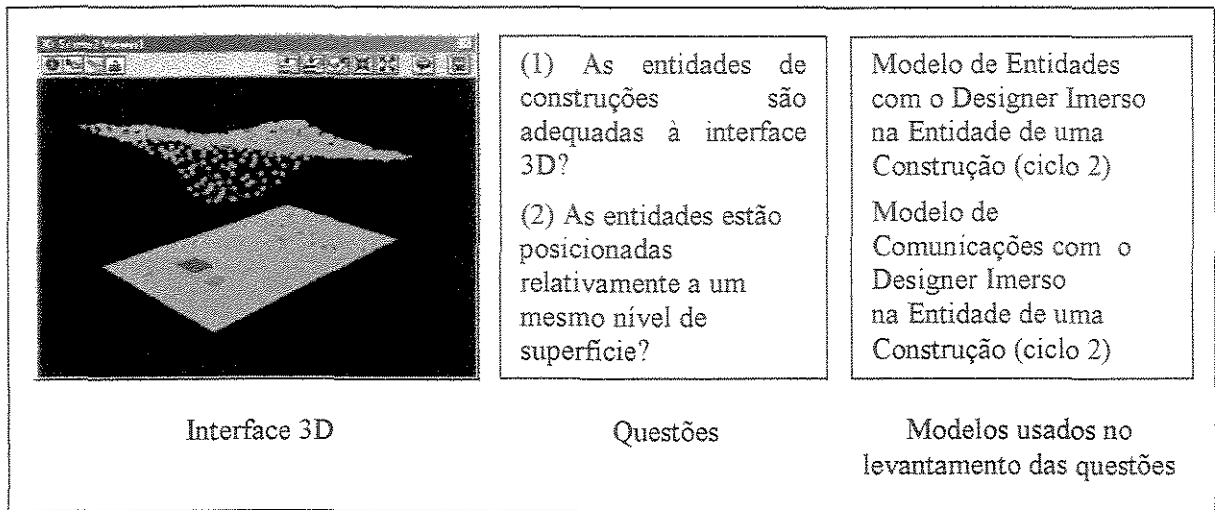 (1) As entidades de
construções são
adequadas à interface
3D?
(2) As entidades estão
posicionadas
relativamente a um
mesmo nível de
superfície?
Modelo de Entidades
com o Designer Imerso
na Entidade de uma
Construção (ciclo 2)
Modelo de
Comunicações com o
Designer Imerso
na Entidade de uma
Construção (ciclo 2)
Interface 3D
Questões
Modelos usados no
levantamento das questões